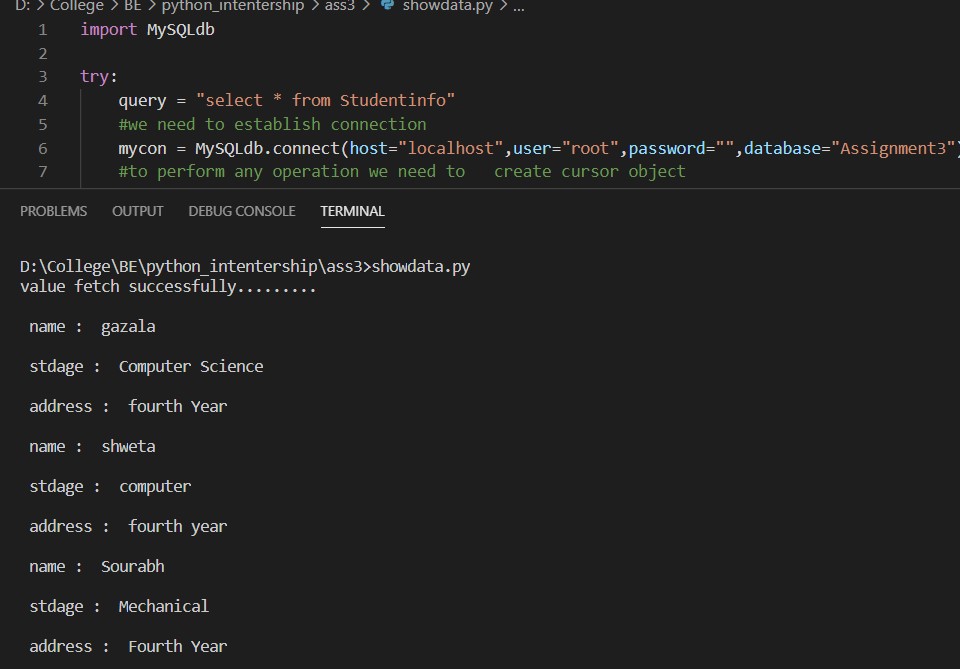 D: > College > BE > python_intentership > ass3 > showdata.py > ...
1 import MySQLdb
2
3 try:
4 query = "select * from Studentinfo"
5 #we need to establish connection
6 mycon = MySQLdb.connect(host="localhost",user="root",password="",database="Assignment3")
7 #to perform any operation we need to   create cursor object
PROBLEMS OUTPUT DEBUG CONSOLE TERMINAL
D:\College\BE\python_intentership\ass3>showdata.py
value fetch successfully.........
name :  gazala
stdage :  Computer Science
address :  fourth Year
name :  shweta
stdage :  computer
address :  fourth year
name :  Sourabh
stdage :  Mechanical
address :  Fourth Year